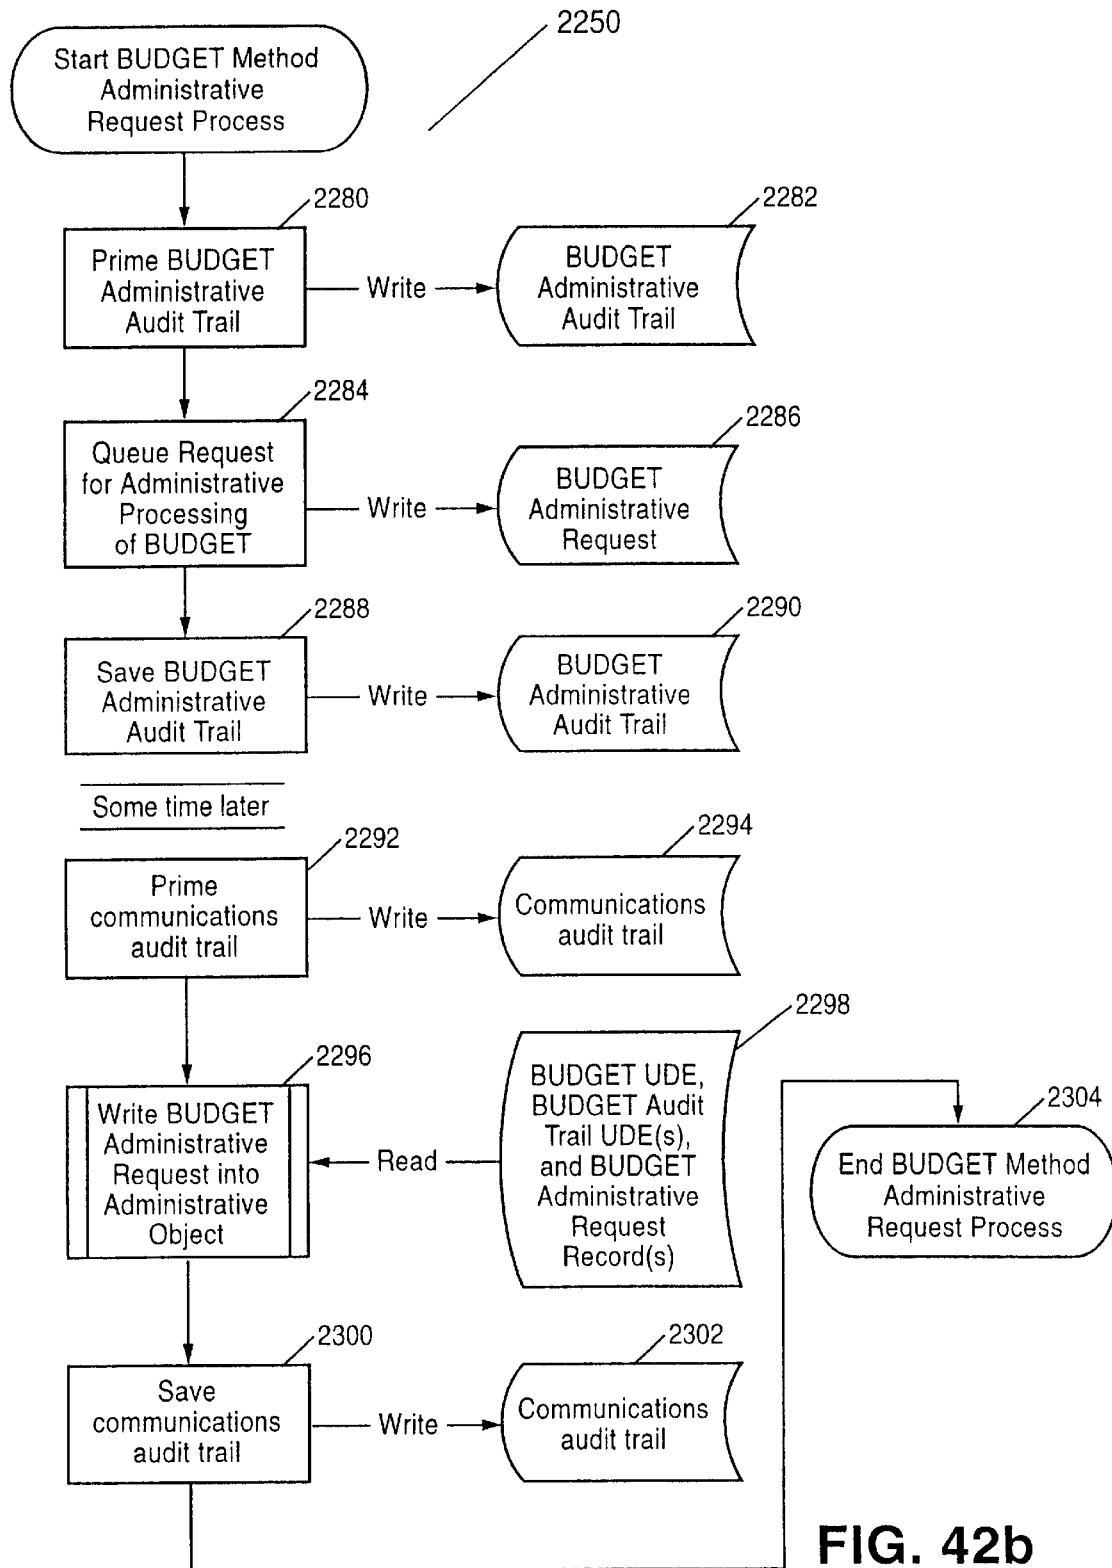 2250
Start BUDGET Method
Administrative
Request Process
2280
Prime BUDGET
Administrative
Audit Trail
Write
2282
BUDGET
Administrative
Audit Trail
2284
Queue Request
for Administrative
Processing
of BUDGET
Write
2286
BUDGET
Administrative
Request
2288
Save BUDGET
Administrative
Audit Trail
Write
2290
BUDGET
Administrative
Audit Trail
Some time later
2292
Prime
communications
audit trail
Write
2294
Communications
audit trail
2296
Write BUDGET
Administrative
Request into
Administrative
Object
Read
2298
BUDGET UDE,
BUDGET Audit
Trail UDE(s),
and BUDGET
Administrative
Request
Record(s)
2300
Save
communications
audit trail
Write
2302
Communications
audit trail
2304
End BUDGET Method
Administrative
Request Process
FIG. 42b